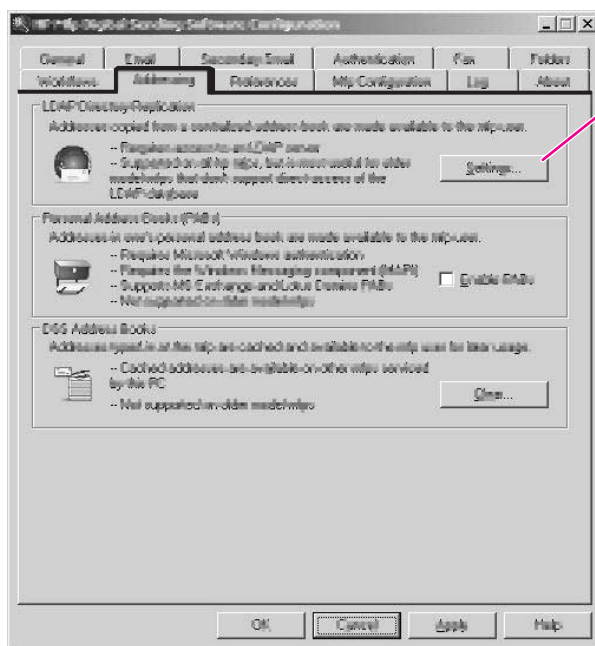 HP Mfp Digital Sending Software Configuration
General Email Secondary Email Authentication Fax Folders
Workflows Addressing Preferences Mfp Configuration Log About
LDAP Directory Replication
Addresses copied from a centralized address book are made available to the mfp user.
-- Requires access to an LDAP server
-- Supported on all hp mfps, but is most useful for older
model mfps that don't support direct access of the
LDAP database
Settings...
Personal Address Books (PABs)
Addresses in one's personal address book are made available to the mfp user.
-- Requires Microsoft Windows authentication
-- Requires the Windows Messaging component (MAPI)
-- Supports MS Exchange and Lotus Domino PABs
-- Not supported on older model mfps
Enable PABs
DSS Address Books
Addresses typed in at the mfp are cached and available to the mfp user for later usage.
-- Cached addresses are available on other mfps serviced
by this PC
-- Not supported on older model mfps
Clear...
OK Cancel Apply Help